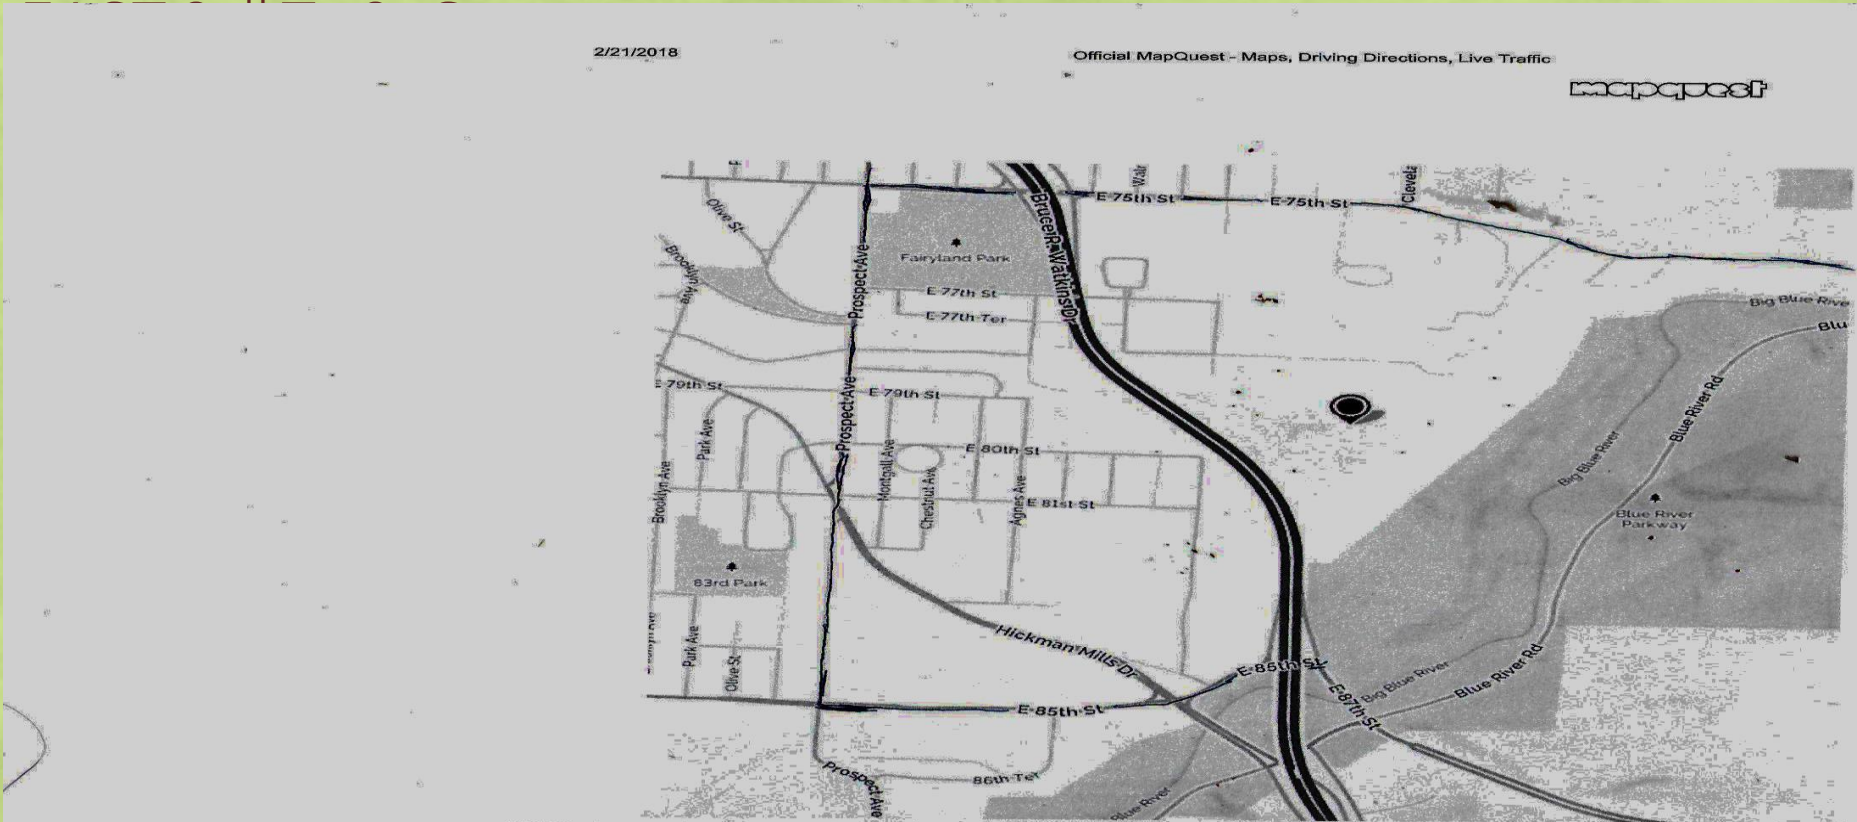 2/21/2018
Official MapQuest - Maps, Driving Directions, Live Traffic
mapquest
Bruce R. Watkins Dr
E 75th St
E 75th St
Olive St
Prospect Ave
Fairyland Park
E 77th St
E 77th Ter
Big Blue Rive
Blu
E 79th St
E 79th St
Prospect Ave
Blue River Rd
Park Ave
Montgall Ave
E 80th St
Big Blue River
Brooklyn Ave
Chestnut Ave
Agnes Ave
E 81st St
Blue River
Parkway
83rd Park
Hickman Mills Dr
Park Ave
Olive St
E 85th St
Big Blue River
Blue River Rd
E 87th St
E 85th St
Prospect Ave
86th Ter
Blue River